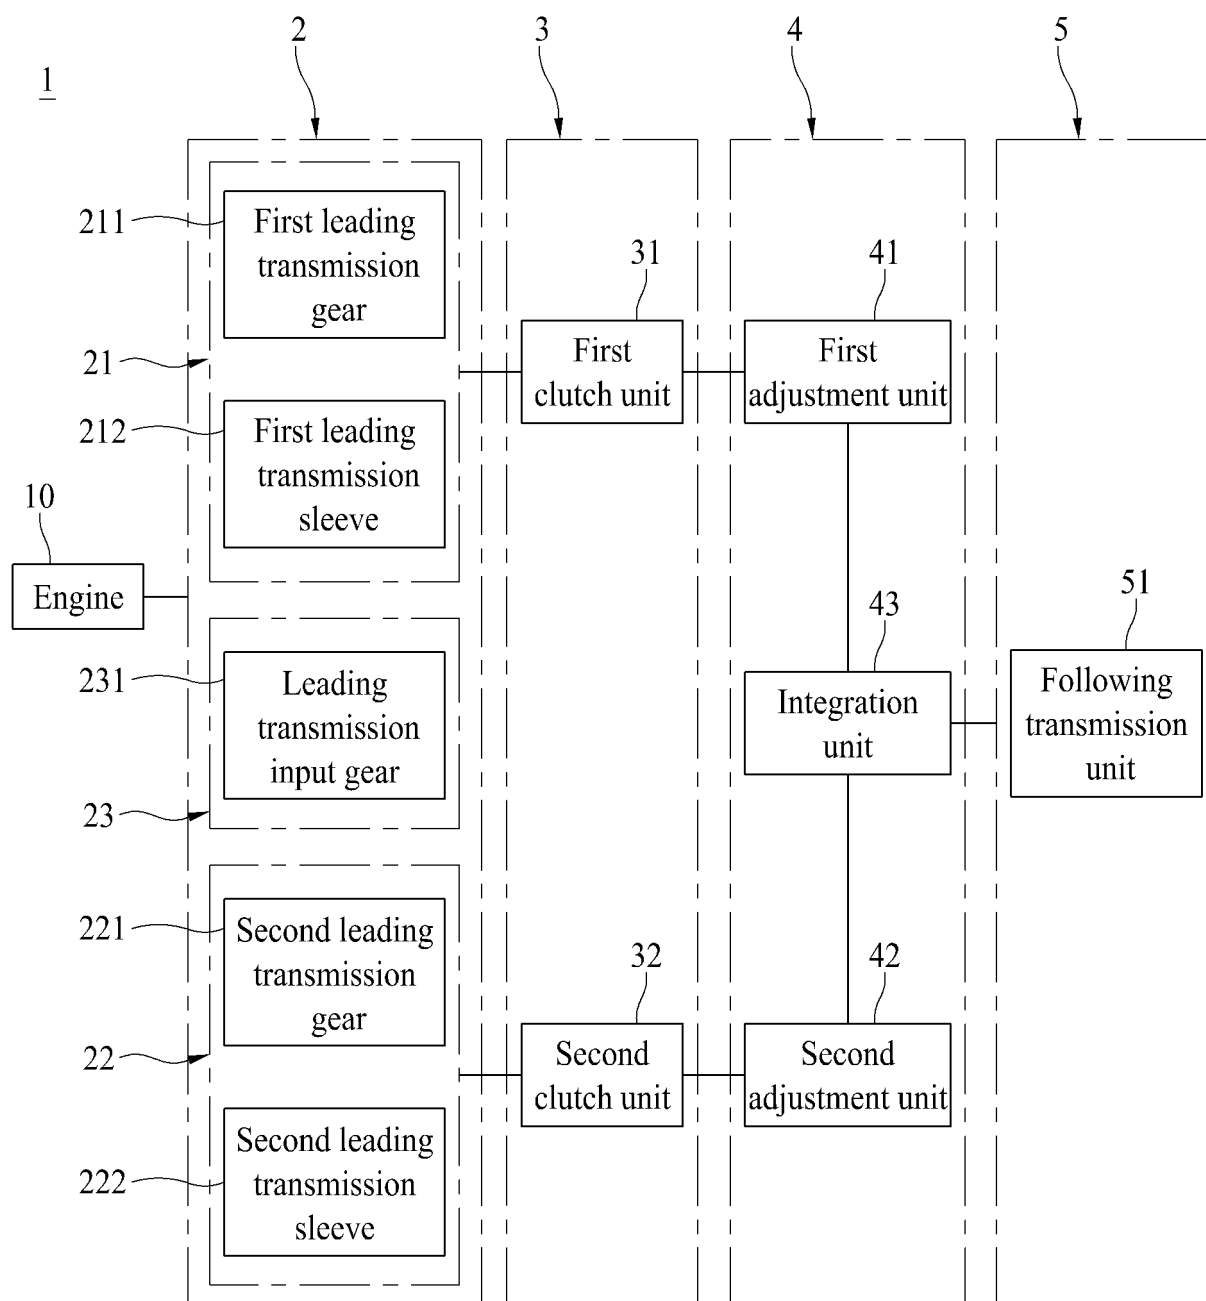 2
3
4
5
1
211
First leading
transmission
gear
31
41
21
First
clutch unit
First
adjustment unit
212
First leading
transmission
sleeve
10
Engine
43
51
231
Leading
transmission
input gear
Integration
unit
Following
transmission
unit
23
221
Second leading
transmission
gear
32
42
22
Second
clutch unit
Second
adjustment unit
222
Second leading
transmission
sleeve